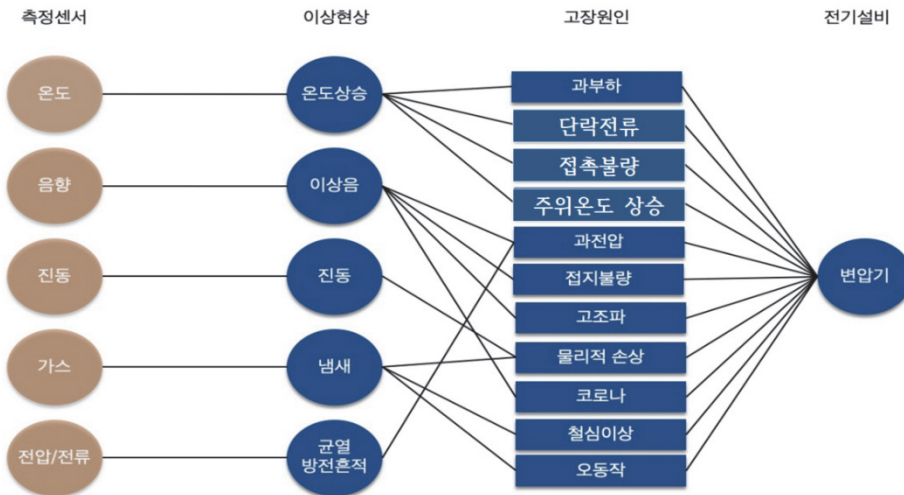 측정센서
이상현상
고장원인
전기설비
온도
음향
진동
가스
전압/전류
온도상승
이상음
진동
냄새
균열
방전흔적
과부하
단락전류
접촉불량
주위온도 상승
과전압
접지불량
고조파
물리적 손상
코로나
철심이상
오동작
변압기